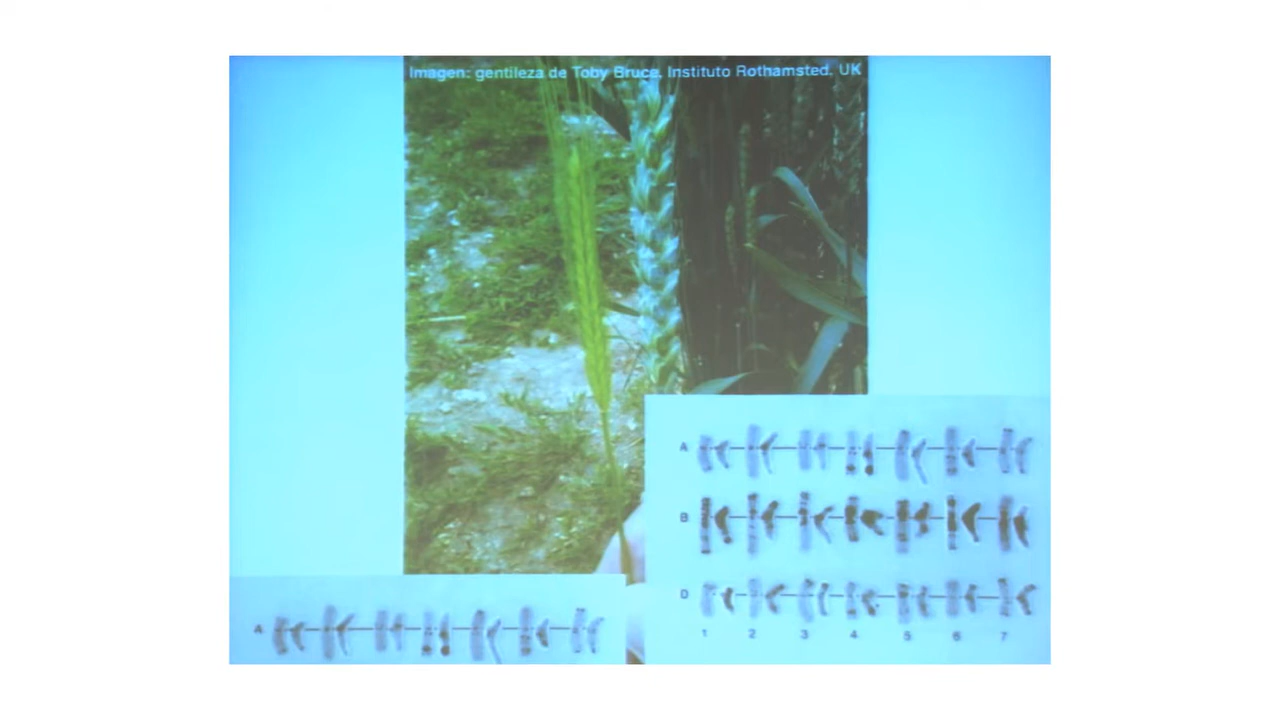 Imagen: gentileza de Toby Bruce, Instituto Rothamsted, UK
A
B
D
1 2 3 4 5 6 7
A